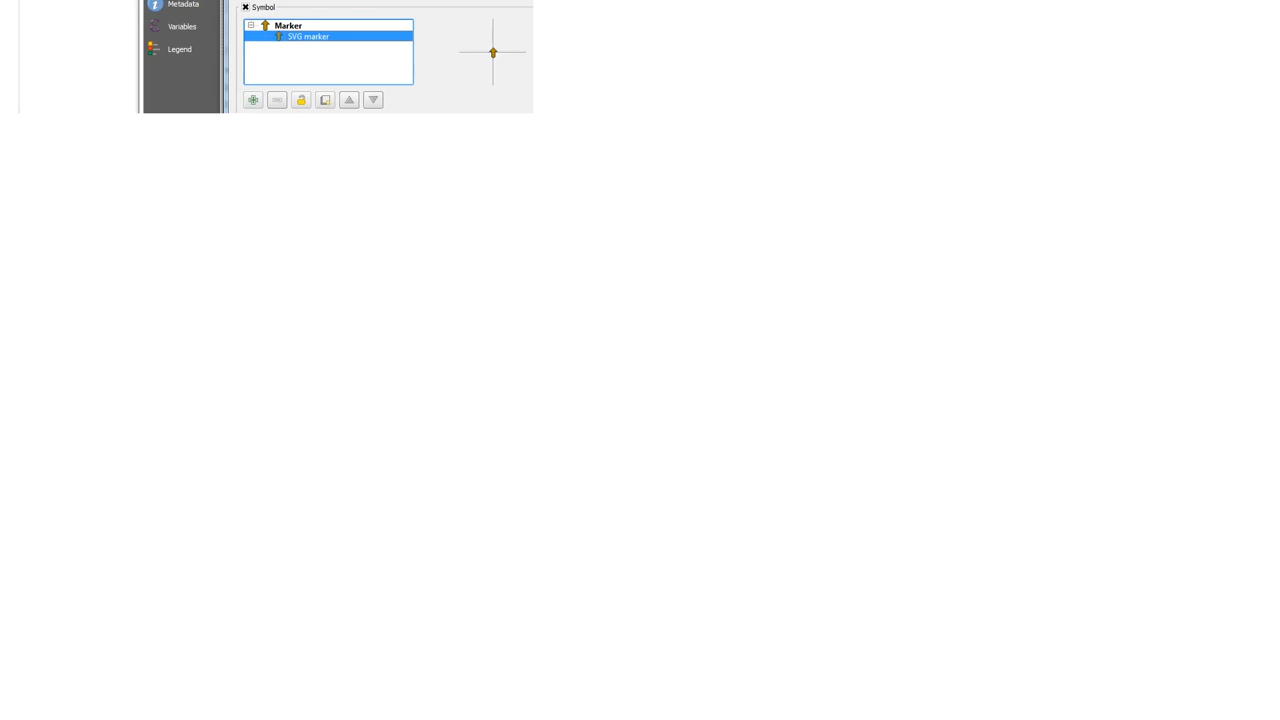 Metadata
Variables
Legend
Symbol
Marker
SVG marker